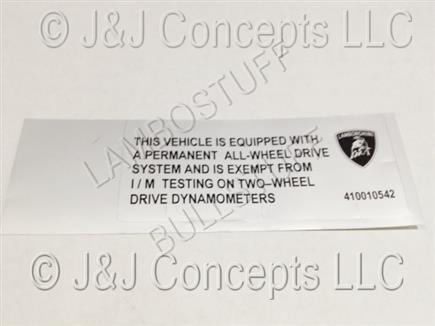 © J&J Concepts LLC
LAMBOSTUFF
THIS VEHICLE IS EQUIPPED WITH
A PERMANENT ALL-WHEEL DRIVE
SYSTEM AND IS EXEMPT FROM
I / M TESTING ON TWO-WHEEL
DRIVE DYNAMOMETERS
LAMBORGHINI
410010542
© J&J Concepts LLC